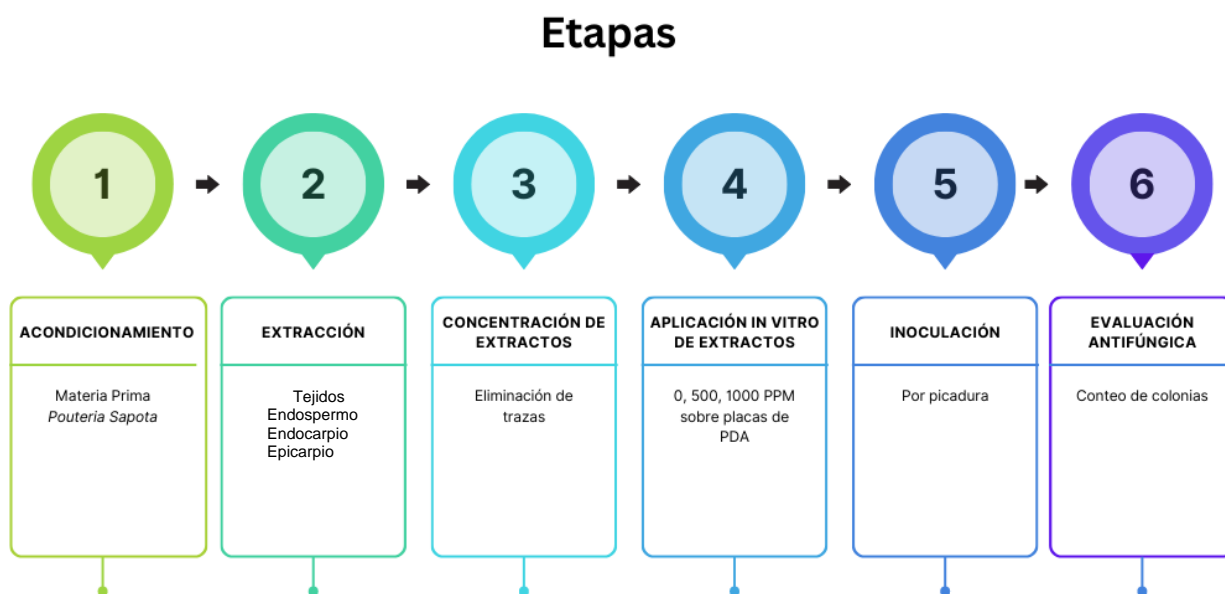 Etapas
1
2
3
4
5
6
ACONDICIONAMIENTO
Materia Prima
Pouteria Sapota
EXTRACCIÓN
Tejidos
Endospermo
Endocarpio
Epicarpio
CONCENTRACIÓN DE
EXTRACTOS
Eliminación de
trazas
APLICACIÓN IN VITRO
DE EXTRACTOS
0, 500, 1000 PPM
sobre placas de
PDA
INOCULACIÓN
Por picadura
EVALUACIÓN
ANTIFÚNGICA
Conteo de colonias